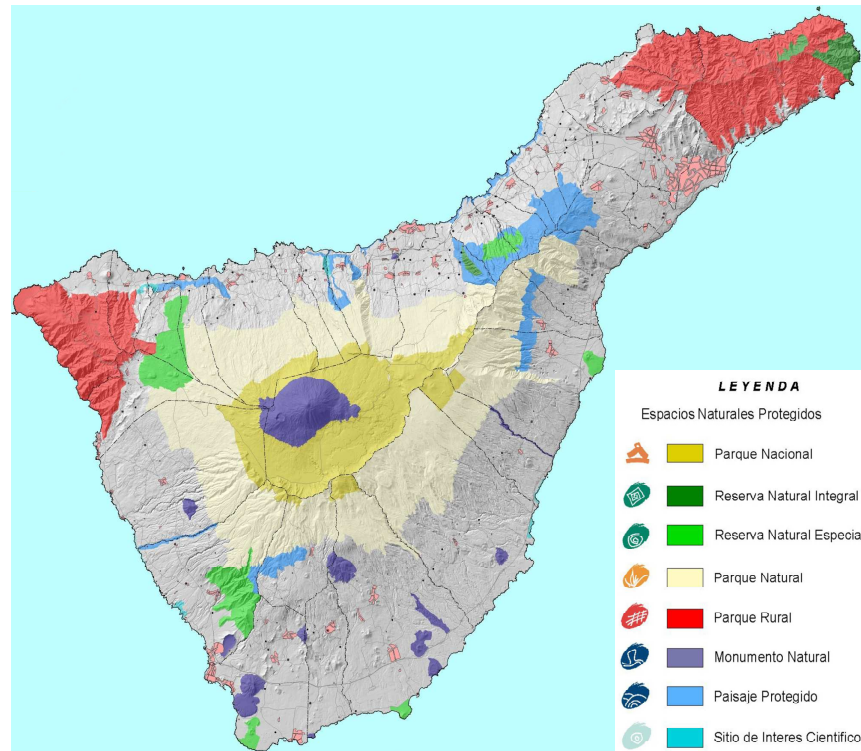 LEYENDA
Espacios Naturales Protegidos
Parque Nacional
Reserva Natural Integral
Reserva Natural Especia
Parque Natural
Parque Rural
Monumento Natural
Paisaje Protegido
Sitio de Interes Cientifico